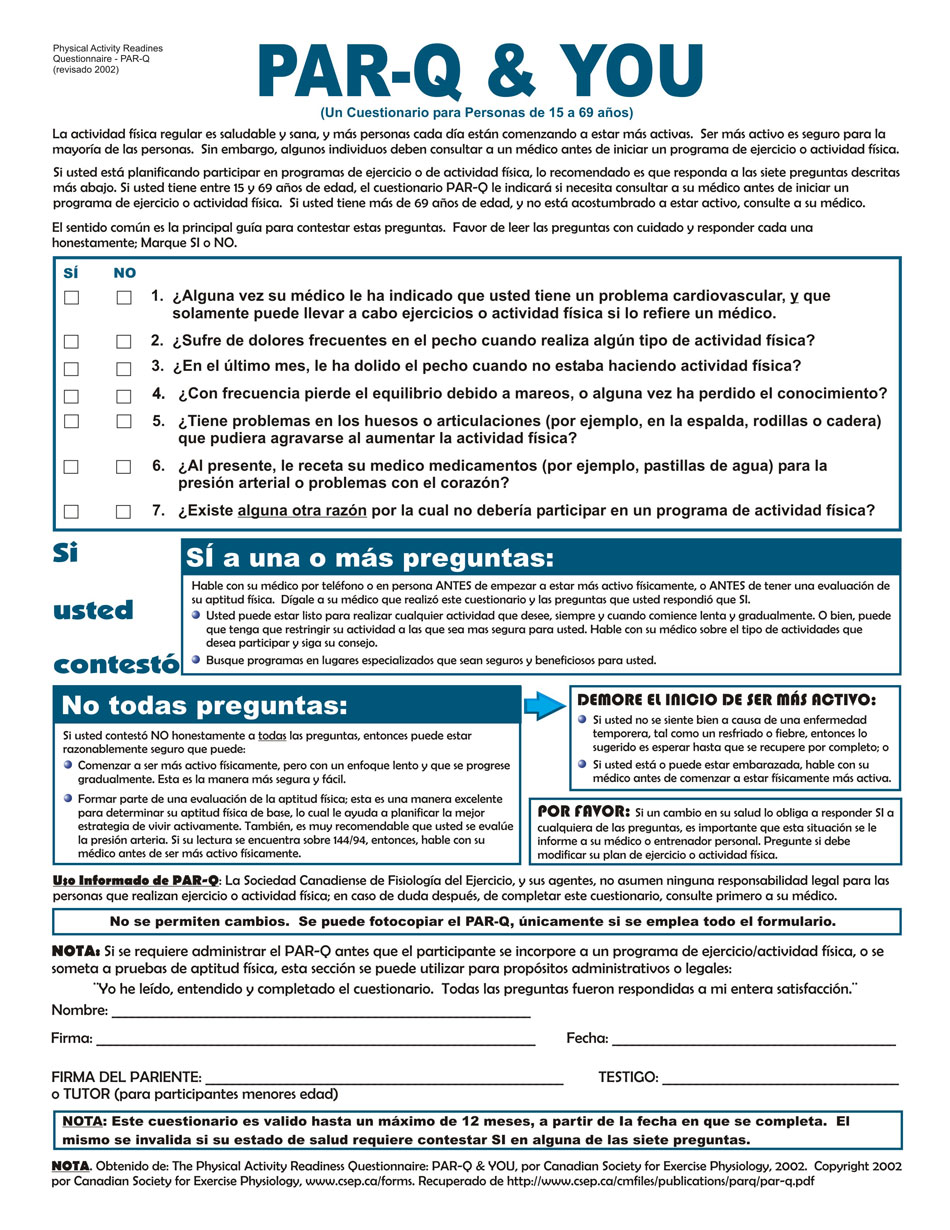 Physical Activity Readines
Questionnaire - PAR-Q
(revisado 2002)
PAR-Q & YOU
(Un Cuestionario para Personas de 15 a 69 años)
La actividad física regular es saludable y sana, y más personas cada día están comenzando a estar más activas. Ser más activo es seguro para la
mayoría de las personas. Sin embargo, algunos individuos deben consultar a un médico antes de iniciar un programa de ejercicio o actividad física.
Si usted está planificando participar en programas de ejercicio o de actividad física, lo recomendado es que responda a las siete preguntas descritas
más abajo. Si usted tiene entre 15 y 69 años de edad, el cuestionario PAR-Q le indicará si necesita consultar a su médico antes de iniciar un
programa de ejercicio o actividad física. Si usted tiene más de 69 años de edad, y no está acostumbrado a estar activo, consulte a su médico.
El sentido común es la principal guía para contestar estas preguntas. Favor de leer las preguntas con cuidado y responder cada una
honestamente; Marque SI o NO.
SÍ NO
1. ¿Alguna vez su médico le ha indicado que usted tiene un problema cardiovascular, y que
solamente puede llevar a cabo ejercicios o actividad física si lo refiere un médico.
2. ¿Sufre de dolores frecuentes en el pecho cuando realiza algún tipo de actividad física?
3. ¿En el último mes, le ha dolido el pecho cuando no estaba haciendo actividad física?
4. ¿Con frecuencia pierde el equilibrio debido a mareos, o alguna vez ha perdido el conocimiento?
5. ¿Tiene problemas en los huesos o articulaciones (por ejemplo, en la espalda, rodillas o cadera)
que pudiera agravarse al aumentar la actividad física?
6. ¿Al presente, le receta su medico medicamentos (por ejemplo, pastillas de agua) para la
presión arterial o problemas con el corazón?
7. ¿Existe alguna otra razón por la cual no debería participar en un programa de actividad física?
Si
usted
contestó
SÍ a una o más preguntas:
Hable con su médico por teléfono o en persona ANTES de empezar a estar más activo físicamente, o ANTES de tener una evaluación de
su aptitud física. Dígale a su médico que realizó este cuestionario y las preguntas que usted respondió que SI.
Usted puede estar listo para realizar cualquier actividad que desee, siempre y cuando comience lenta y gradualmente. O bien, puede
que tenga que restringir su actividad a las que sea mas segura para usted. Hable con su médico sobre el tipo de actividades que
desea participar y siga su consejo.
Busque programas en lugares especializados que sean seguros y beneficiosos para usted.
No todas preguntas:
Si usted contestó NO honestamente a todas las preguntas, entonces puede estar
razonablemente seguro que puede:
Comenzar a ser más activo físicamente, pero con un enfoque lento y que se progrese
gradualmente. Esta es la manera más segura y fácil.
Formar parte de una evaluación de la aptitud física; esta es una manera excelente
para determinar su aptitud física de base, lo cual le ayuda a planificar la mejor
estrategia de vivir activamente. También, es muy recomendable que usted se evalúe
la presión arteria. Si su lectura se encuentra sobre 144/94, entonces, hable con su
médico antes de ser más activo físicamente.
DEMORE EL INICIO DE SER MÁS ACTIVO:
Si usted no se siente bien a causa de una enfermedad
temporera, tal como un resfriado o fiebre, entonces lo
sugerido es esperar hasta que se recupere por completo; o
Si usted está o puede estar embarazada, hable con su
médico antes de comenzar a estar físicamente más activa.
POR FAVOR: Si un cambio en su salud lo obliga a responder SI a
cualquiera de las preguntas, es importante que esta situación se le
informe a su médico o entrenador personal. Pregunte si debe
modificar su plan de ejercicio o actividad física.
Uso Informado de PAR-Q: La Sociedad Canadiense de Fisiología del Ejercicio, y sus agentes, no asumen ninguna responsabilidad legal para las
personas que realizan ejercicio o actividad física; en caso de duda después, de completar este cuestionario, consulte primero a su médico.
No se permiten cambios. Se puede fotocopiar el PAR-Q, únicamente si se emplea todo el formulario.
NOTA: Si se requiere administrar el PAR-Q antes que el participante se incorpore a un programa de ejercicio/actividad física, o se
someta a pruebas de aptitud física, esta sección se puede utilizar para propósitos administrativos o legales:
¨Yo he leído, entendido y completado el cuestionario. Todas las preguntas fueron respondidas a mi entera satisfacción.¨
Nombre:
Firma: Fecha:
FIRMA DEL PARIENTE: TESTIGO:
o TUTOR (para participantes menores edad)
NOTA: Este cuestionario es valido hasta un máximo de 12 meses, a partir de la fecha en que se completa. El
mismo se invalida si su estado de salud requiere contestar SI en alguna de las siete preguntas.
NOTA. Obtenido de: The Physical Activity Readiness Questionnaire: PAR-Q & YOU, por Canadian Society for Exercise Physiology, 2002. Copyright 2002
por Canadian Society for Exercise Physiology, www.csep.ca/forms. Recuperado de http://www.csep.ca/cmfiles/publications/parq/par-q.pdf